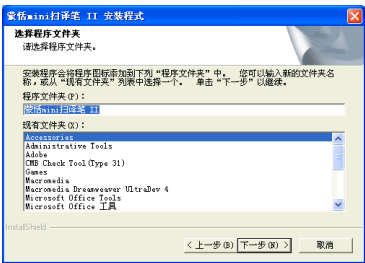 蒙恬mini扫译笔 II 安装程式
选择程序文件夹
请选择程序文件夹。
安装程序会将程序图标添加到下列“程序文件夹”中。 您可以输入新的文件夹名
称，或从“现有文件夹”列表中选择一个。 单击“下一步”以继续。
程序文件夹(P)：
蒙恬mini扫译笔 II
现有文件夹(X)：
Accessories
Administrative Tools
Adobe
CMB Check Tool(Type 31)
Games
Macromedia
Macromedia Dreamweaver UltraDev 4
Microsoft Office Tools
Microsoft Office 工具
InstallShield
< 上一步(B) 下一步(N) > 取消